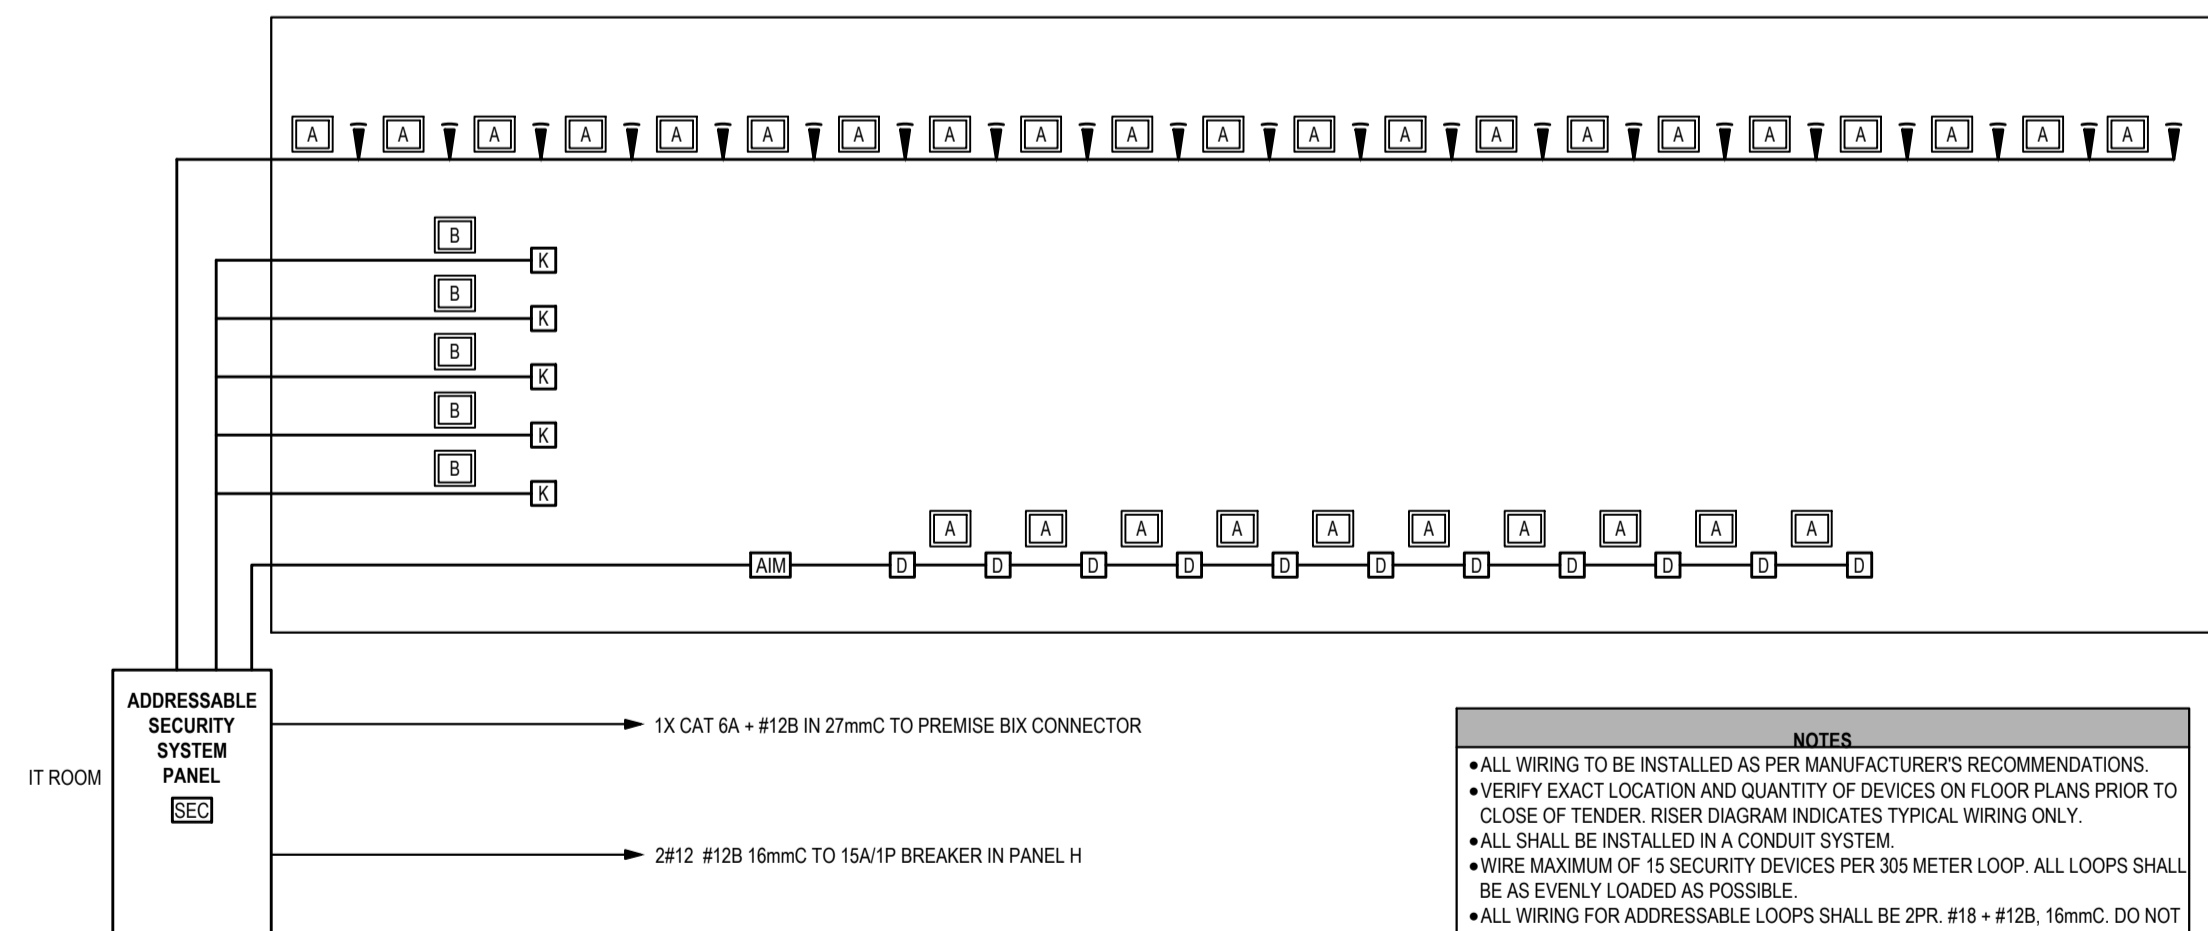 A A A A A A A A A A A A A A A A A A A A A
B
K
B
K
B
K
B
K
B
K
A A A A A A A A A A
AIM D D D D D D D D D D D
ADDRESSABLE
SECURITY
SYSTEM
PANEL
SEC
IT ROOM
1X CAT 6A + #12B IN 27mmC TO PREMISE BIX CONNECTOR
2#12 #12B 16mmC TO 15A/1P BREAKER IN PANEL H
NOTES
•ALL WIRING TO BE INSTALLED AS PER MANUFACTURER'S RECOMMENDATIONS.
•VERIFY EXACT LOCATION AND QUANTITY OF DEVICES ON FLOOR PLANS PRIOR TO
CLOSE OF TENDER. RISER DIAGRAM INDICATES TYPICAL WIRING ONLY.
•ALL SHALL BE INSTALLED IN A CONDUIT SYSTEM.
•WIRE MAXIMUM OF 15 SECURITY DEVICES PER 305 METER LOOP. ALL LOOPS SHALL
BE AS EVENLY LOADED AS POSSIBLE.
•ALL WIRING FOR ADDRESSABLE LOOPS SHALL BE 2PR. #18 + #12B, 16mmC. DO NOT